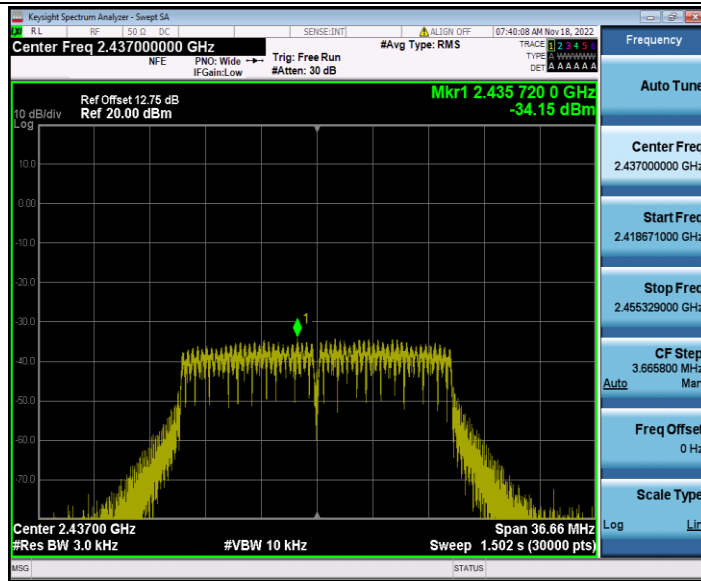 Keysight Spectrum Analyzer - Swept SA
RL RF 50 Ω DC SENSE:INT ALIGN OFF 07:40:08 AM Nov 18, 2022
Center Freq 2.437000000 GHz #Avg Type: RMS TRACE 1 2 3 4 5 6
NFE PNO: Wide Trig: Free Run TYPE A WWWWW
IFGain:Low #Atten: 30 dB DET A A A A A A
Ref Offset 12.75 dB Mkr1 2.435 720 0 GHz
10 dB/div Ref 20.00 dBm -34.15 dBm
Log
10.0
0.00
-10.0
-20.0
-30.0
1
-40.0
-50.0
-60.0
-70.0
Center 2.43700 GHz Span 36.66 MHz
#Res BW 3.0 kHz #VBW 10 kHz Sweep 1.502 s (30000 pts)
MSG STATUS
Frequency
Auto Tune
Center Freq
2.437000000 GHz
Start Freq
2.418671000 GHz
Stop Freq
2.455329000 GHz
CF Step
3.665800 MHz
Auto Man
Freq Offset
0 Hz
Scale Type
Log Lin